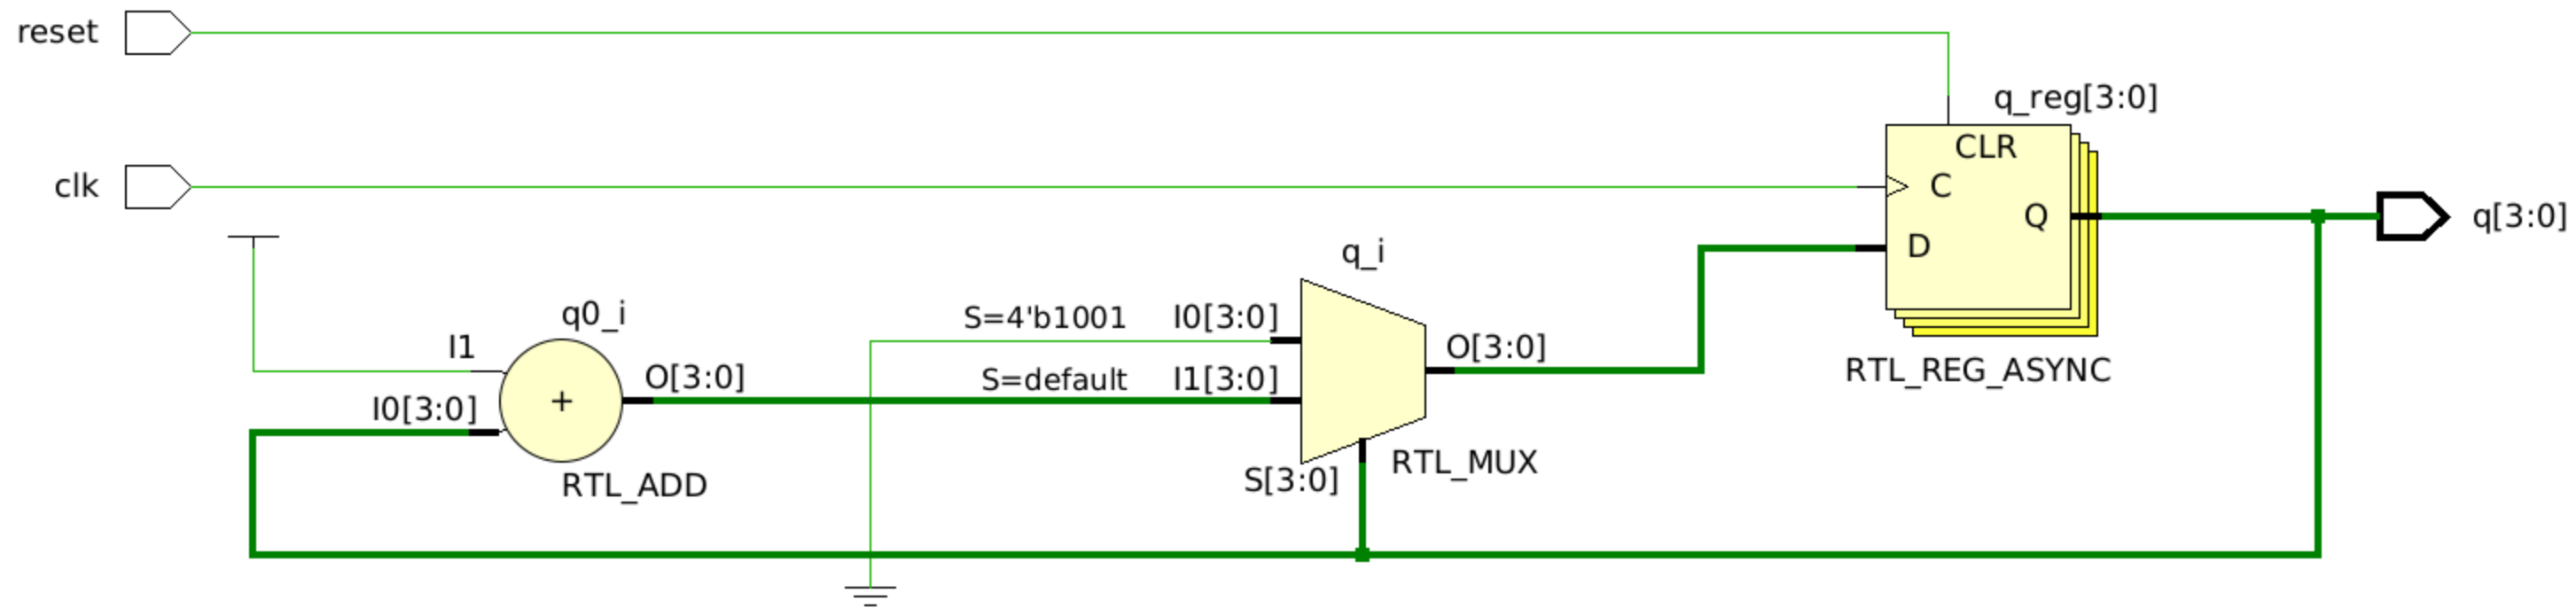 reset
q_reg[3:0]
CLR
clk
C
Q
q[3:0]
D
q_i
q0_i
S=4'b1001
I0[3:0]
I1
O[3:0]
RTL_REG_ASYNC
O[3:0]
S=default
I1[3:0]
+
I0[3:0]
RTL_MUX
S[3:0]
RTL_ADD